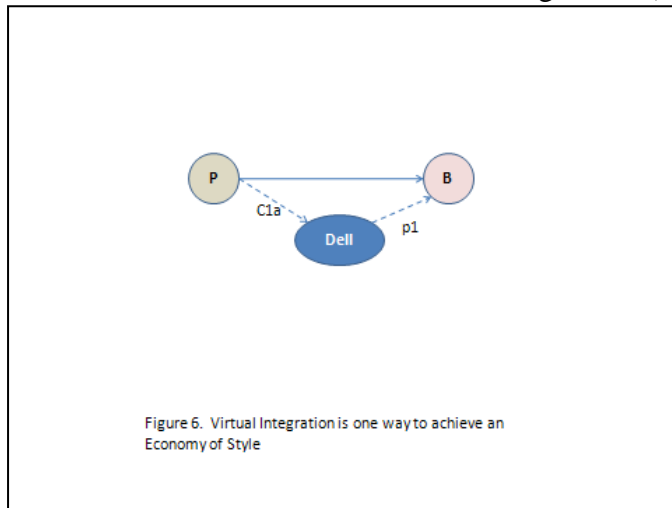 P
B
C1a
p1
Dell
Figure 6. Virtual Integration is one way to achieve an
Economy of Style